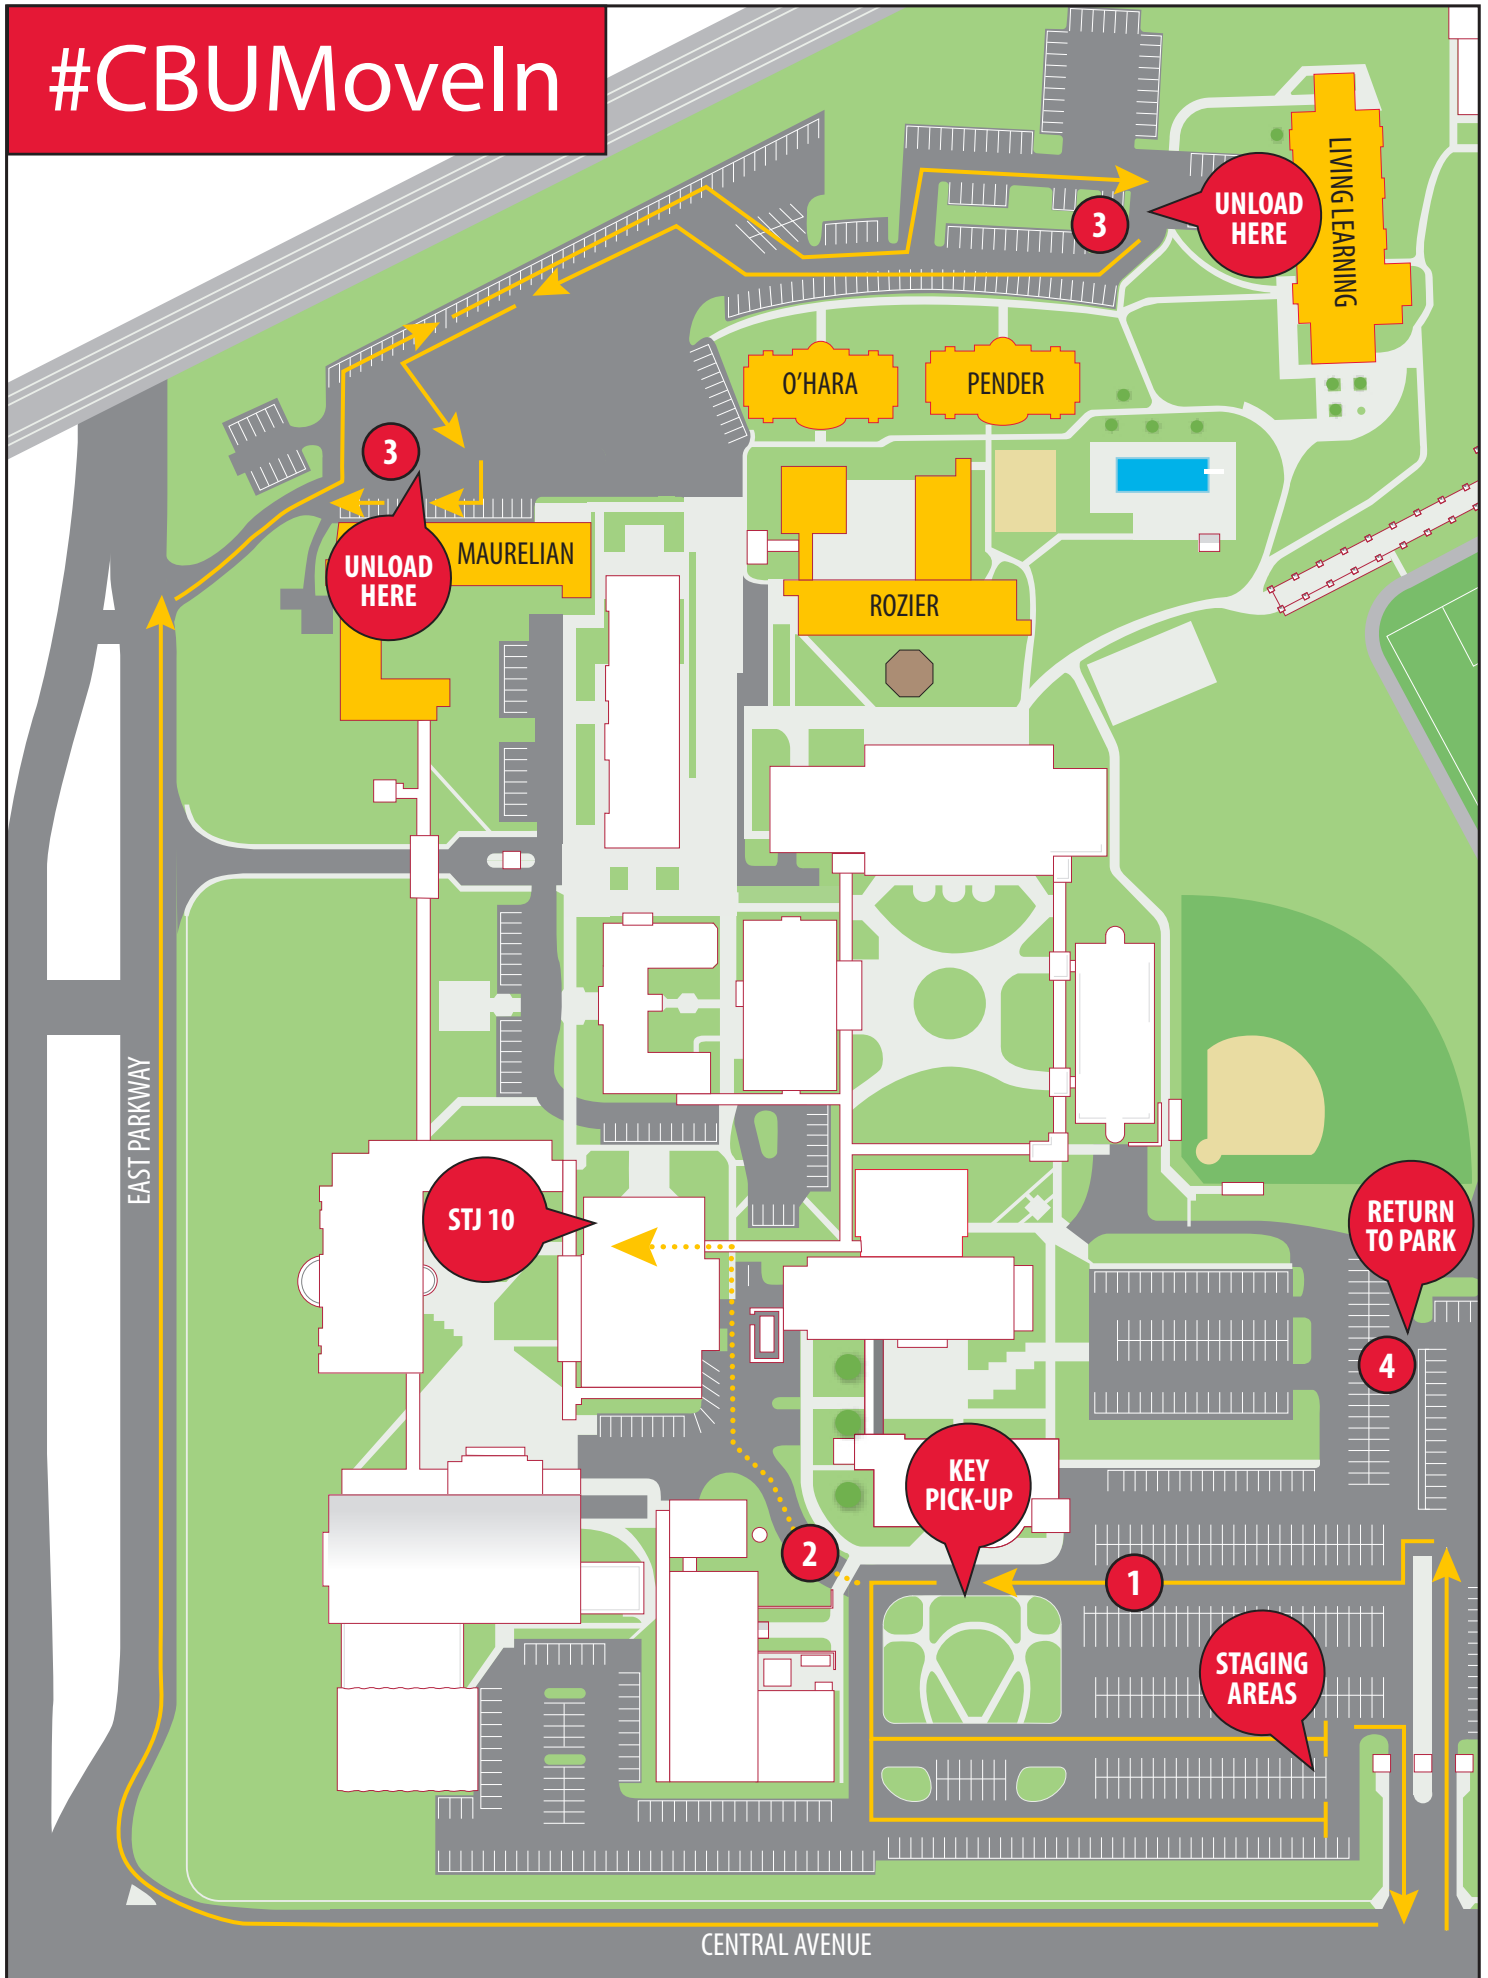 #CBUMoveIn
LIVING LEARNING
UNLOAD
HERE
3
O'HARA
PENDER
3
UNLOAD
HERE
MAURELIAN
ROZIER
EAST PARKWAY
STJ 10
RETURN
TO PARK
4
KEY
PICK-UP
2
1
STAGING
AREAS
CENTRAL AVENUE